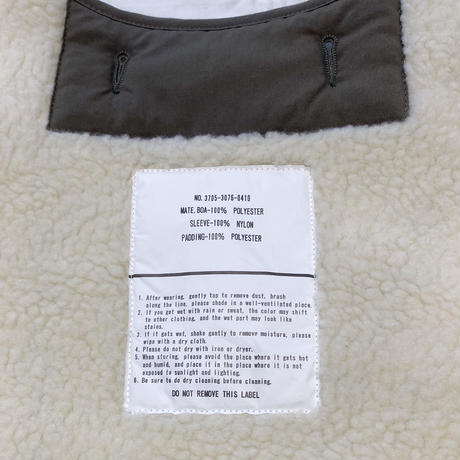 NO. 3705-3076-0410
MATE. BOA-100% POLYESTER
SLEEVE-100% NYLON
PADDING-100% POLYESTER
1. After wearing, gently tap to remove dust, brush
along the line, please shade in a well-ventilated place.
2. If you got wet with rain or sweat, the color may shift
to other clothing, and the wet part may look like
stains.
3. If it gets wet, shake gently to remove moisture, please
wipe with a dry cloth.
4. Please do not dry with iron or dryer.
5. When storing, please avoid the place where it gets hot
and humid, and place it in the place where it is not
exposed to sunlight and lighting.
6. Be sure to do dry cleaning before cleaning.
DO NOT REMOVE THIS LABEL